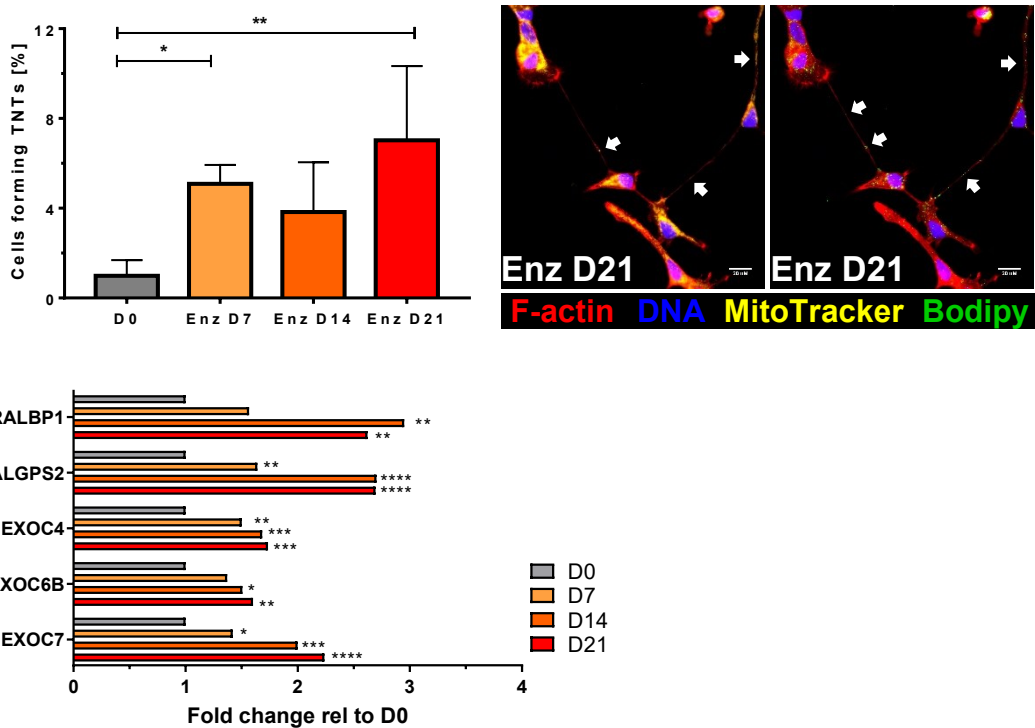 **
*
Cells forming TNTs [%]
12
8
4
0
D0 Enz D7 Enz D14 Enz D21
Enz D21 Enz D21
F-actin DNA MitoTracker Bodipy
RALBP1
**
**
ALGPS2
**
****
****
EXOC4
**
***
***
XOC6B
*
**
EXOC7
*
***
****
0 1 2 3 4
Fold change rel to D0
D0
D7
D14
D21